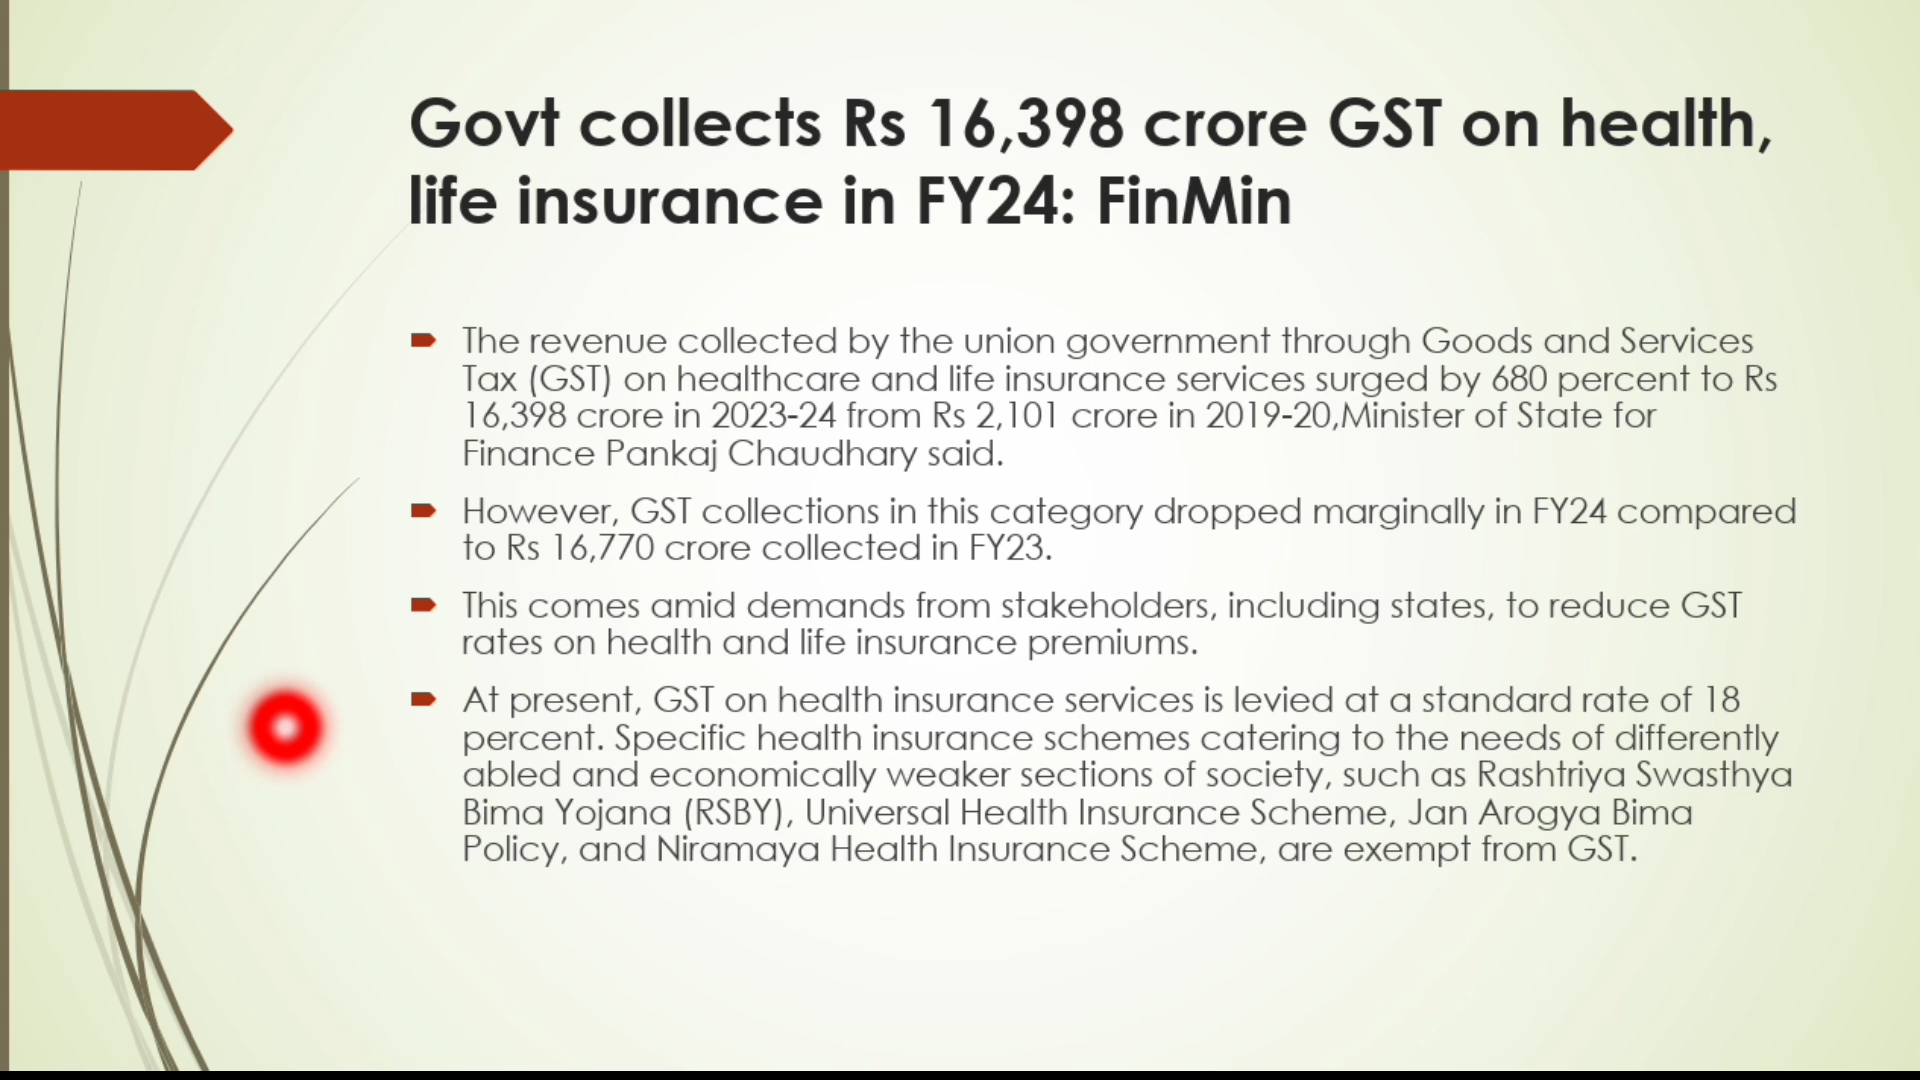 Govt collects Rs 16,398 crore GST on health,
life insurance in FY24: FinMin
The revenue collected by the union government through Goods and Services
Tax (GST) on healthcare and life insurance services surged by 680 percent to Rs
16,398 crore in 2023-24 from Rs 2,101 crore in 2019-20,Minister of State for
Finance Pankaj Chaudhary said.
However, GST collections in this category dropped marginally in FY24 compared
to Rs 16,770 crore collected in FY23.
This comes amid demands from stakeholders, including states, to reduce GST
rates on health and life insurance premiums.
At present, GST on health insurance services is levied at a standard rate of 18
percent. Specific health insurance schemes catering to the needs of differently
abled and economically weaker sections of society, such as Rashtriya Swasthya
Bima Yojana (RSBY), Universal Health Insurance Scheme, Jan Arogya Bima
Policy, and Niramaya Health Insurance Scheme, are exempt from GST.